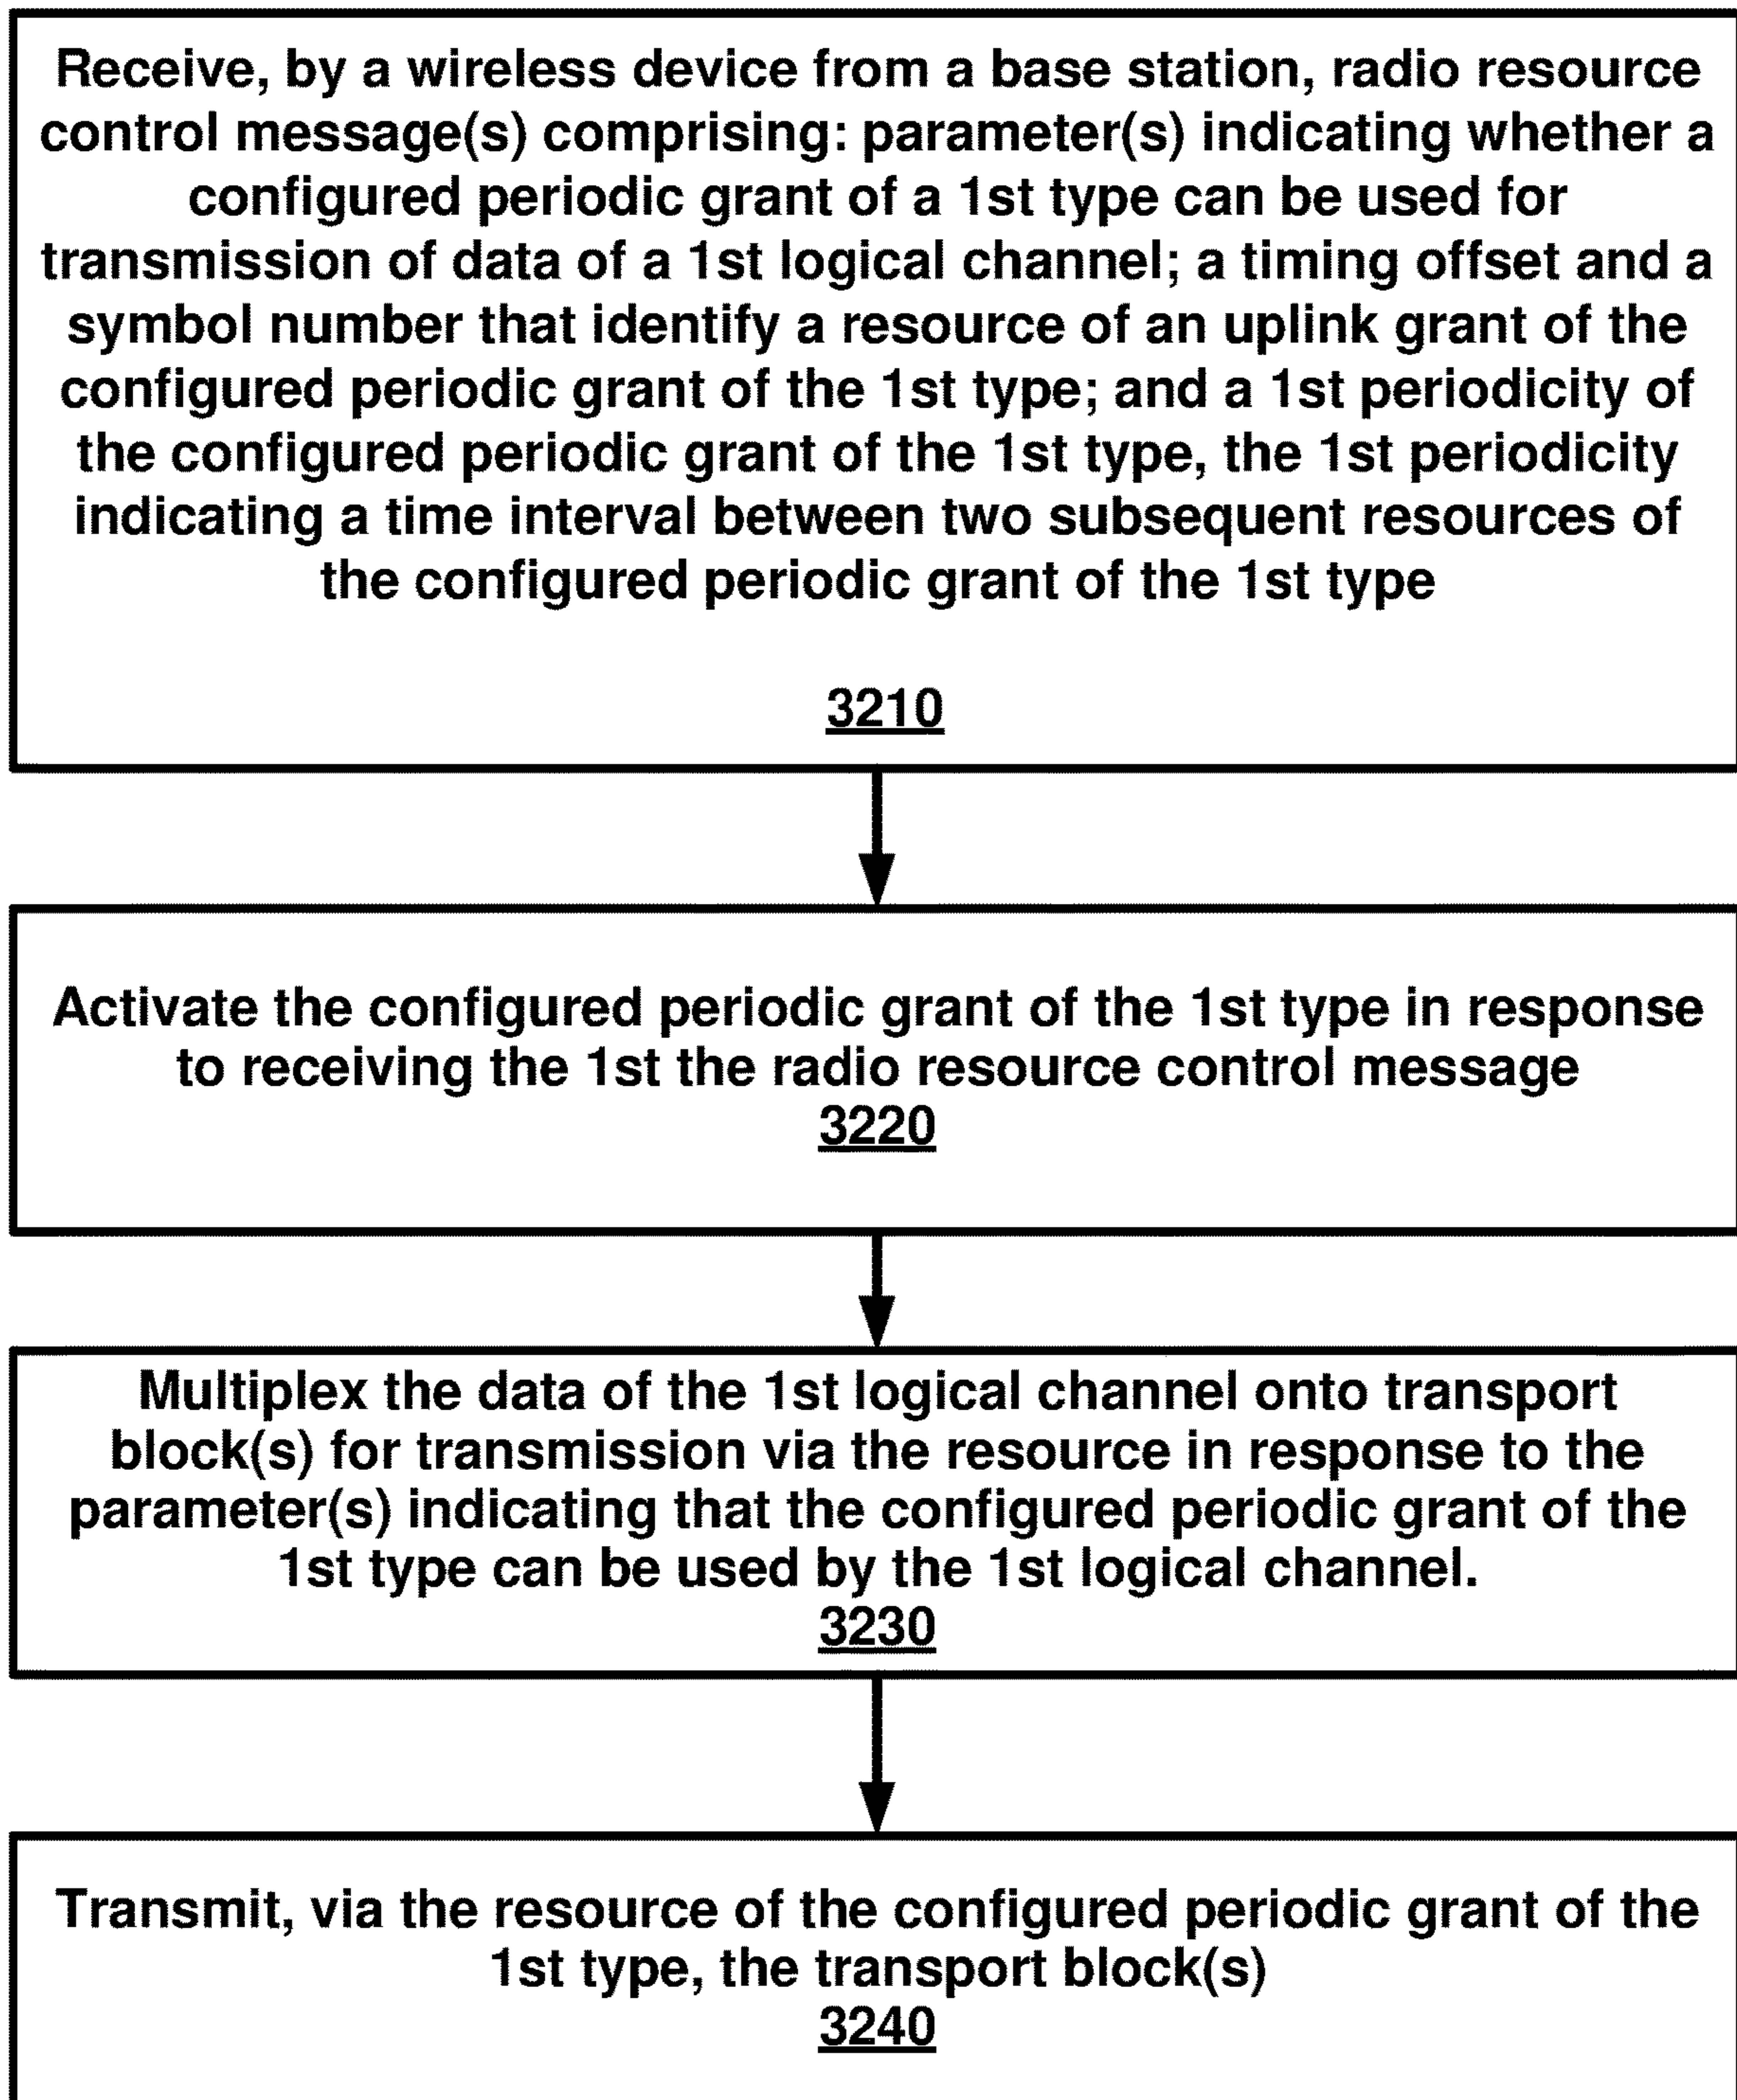 Receive, by a wireless device from a base station, radio resource
control message(s) comprising: parameter(s) indicating whether a
configured periodic grant of a 1st type can be used for
transmission of data of a 1st logical channel; a timing offset and a
symbol number that identify a resource of an uplink grant of the
configured periodic grant of the 1st type; and a 1st periodicity of
the configured periodic grant of the 1st type, the 1st periodicity
indicating a time interval between two subsequent resources of
the configured periodic grant of the 1st type
3210
Activate the configured periodic grant of the 1st type in response
to receiving the 1st the radio resource control message
3220
Multiplex the data of the 1st logical channel onto transport
block(s) for transmission via the resource in response to the
parameter(s) indicating that the configured periodic grant of the
1st type can be used by the 1st logical channel.
3230
Transmit, via the resource of the configured periodic grant of the
1st type, the transport block(s)
3240